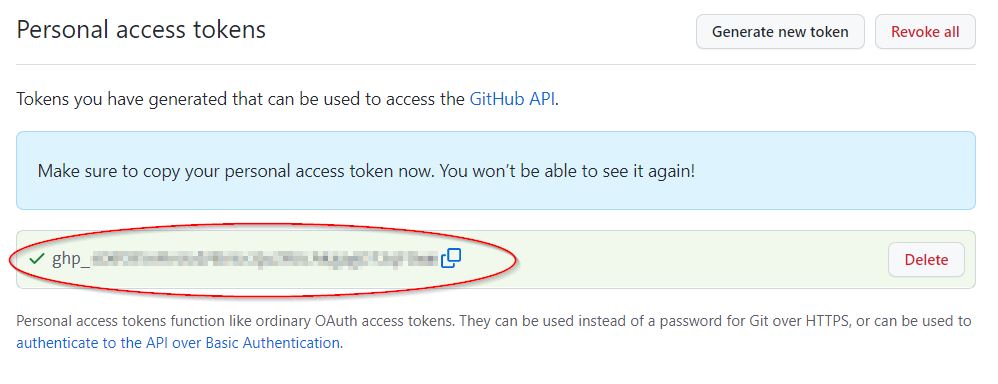 Personal access tokens
Generate new token
Revoke all
Tokens you have generated that can be used to access the GitHub API.
Make sure to copy your personal access token now. You won’t be able to see it again!
ghp_
Delete
Personal access tokens function like ordinary OAuth access tokens. They can be used instead of a password for Git over HTTPS, or can be used to
authenticate to the API over Basic Authentication.